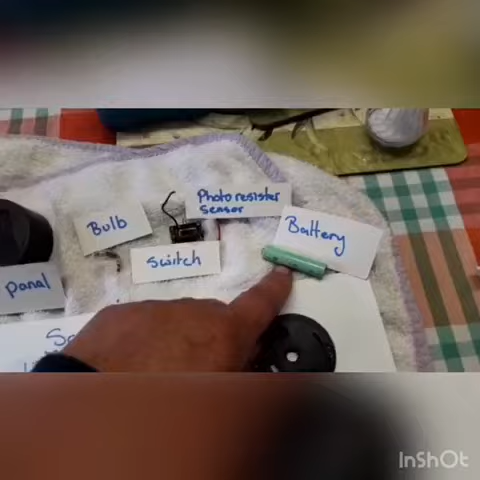 Photo resister
Sensor
Bulb
Battery
switch
panal
InShOt